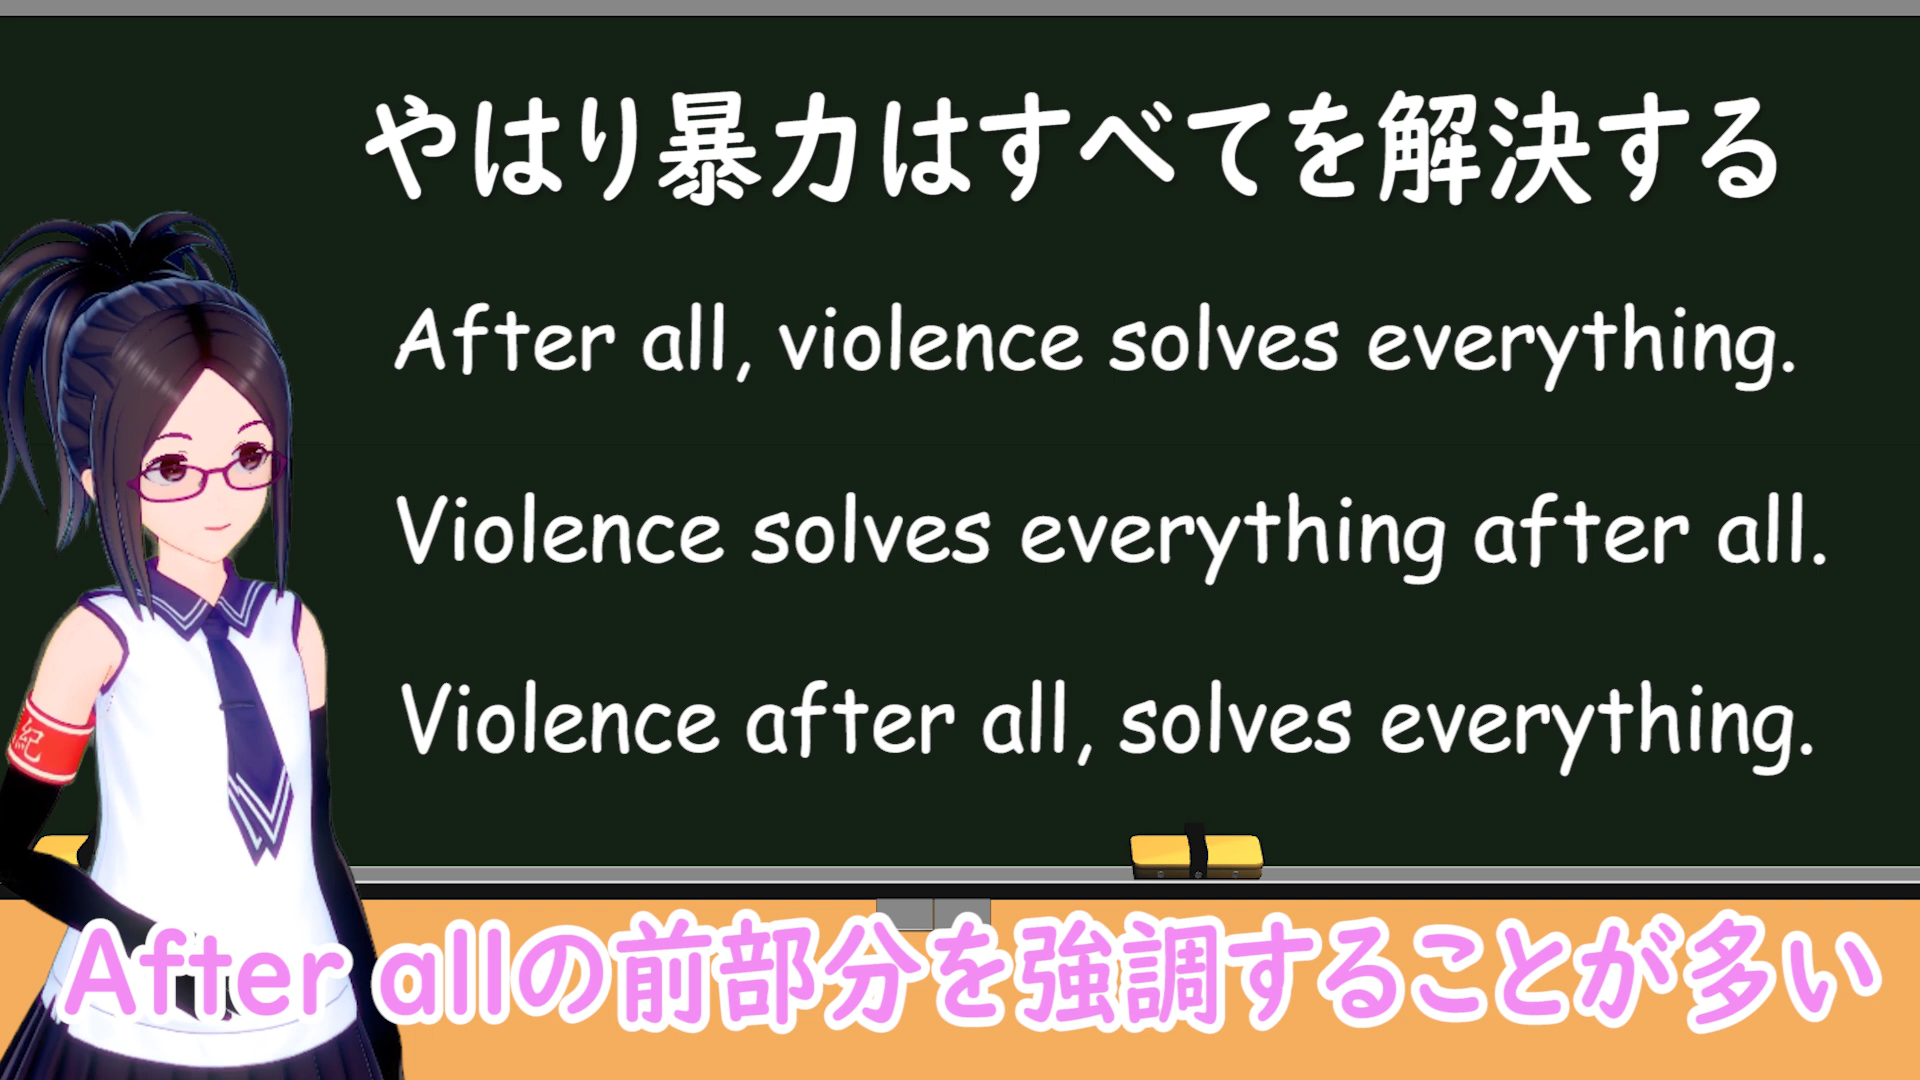 やはり暴力はすべてを解決する
After all, violence solves everything.
Violence solves everything after all.
Violence after all, solves everything.
紀
After allの前部分を強調することが多い